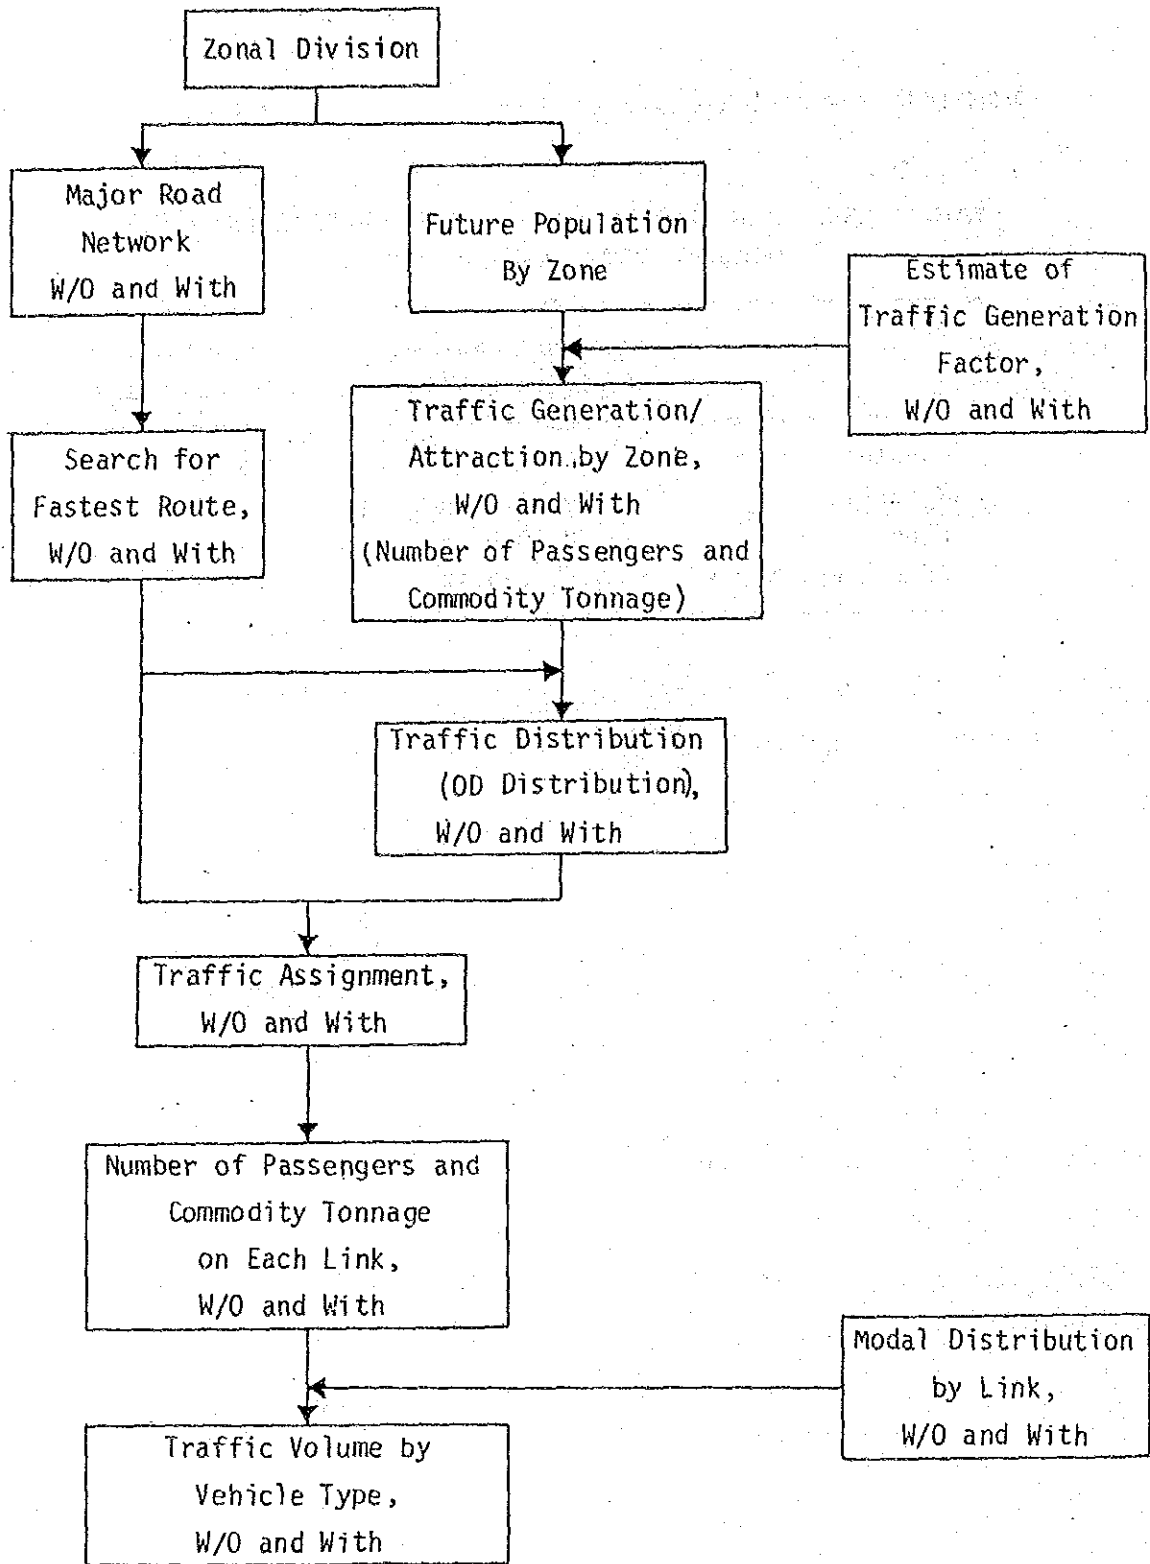 Zonal Division
Major Road
Network
W/O and With
Future Population
By Zone
Estimate of
Traffic Generation
Factor,
W/O and With
Search for
Fastest Route,
W/O and With
Traffic Generation/
Attraction by Zone,
W/O and With
(Number of Passengers and
Commodity Tonnage)
Traffic Distribution
(OD Distribution),
W/O and With
Traffic Assignment,
W/O and With
Number of Passengers and
Commodity Tonnage
on Each Link,
W/O and With
Modal Distribution
by Link,
W/O and With
Traffic Volume by
Vehicle Type,
W/O and With